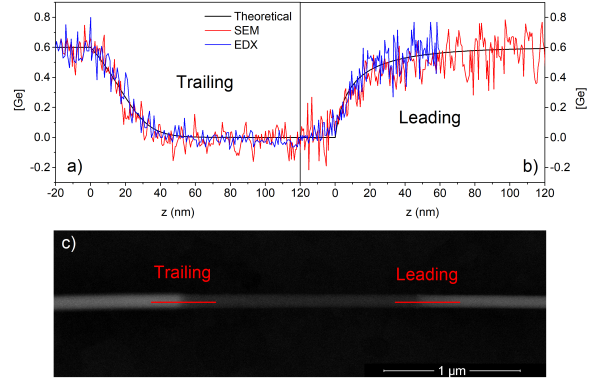 Theoretical
SEM
EDX
Trailing
Leading
[Ge]
0.8
0.6
0.4
0.2
0.0
-0.2
a)
b)
[Ge]
0.8
0.6
0.4
0.2
0.0
-0.2
-20 0 20 40 60 80 100 120
0 20 40 60 80 100 120
z (nm)
z (nm)
c)
Trailing
Leading
1 µm